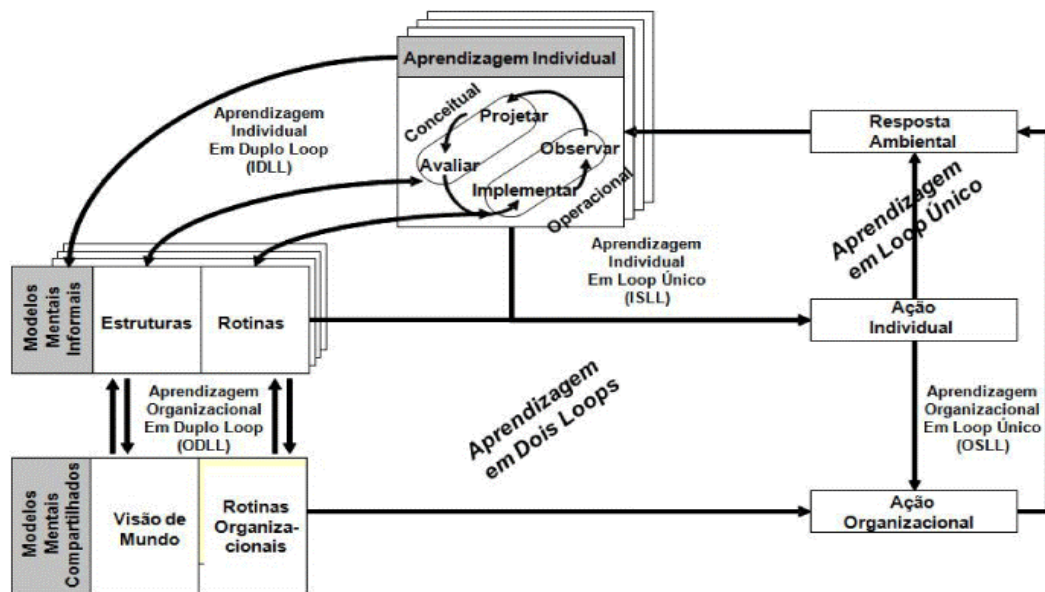 Aprendizagem Individual
Conceitual
Projetar
Avaliar
Observar
Implementar
Operacional
Aprendizagem
Individual
Em Duplo Loop
(IDLL)
Resposta
Ambiental
Aprendizagem
em Loop Único
Aprendizagem
Individual
Em Loop Único
(ISLL)
Modelos
Mentais
Informais
Estruturas
Rotinas
Ação
Individual
Aprendizagem
Organizacional
Em Duplo Loop
(ODLL)
Aprendizagem
em Dois Loops
Aprendizagem
Organizacional
Em Loop Único
(OSLL)
Modelos
Mentais
Compartilhados
Visão de
Mundo
Rotinas
Organiza-
cionais
Ação
Organizacional